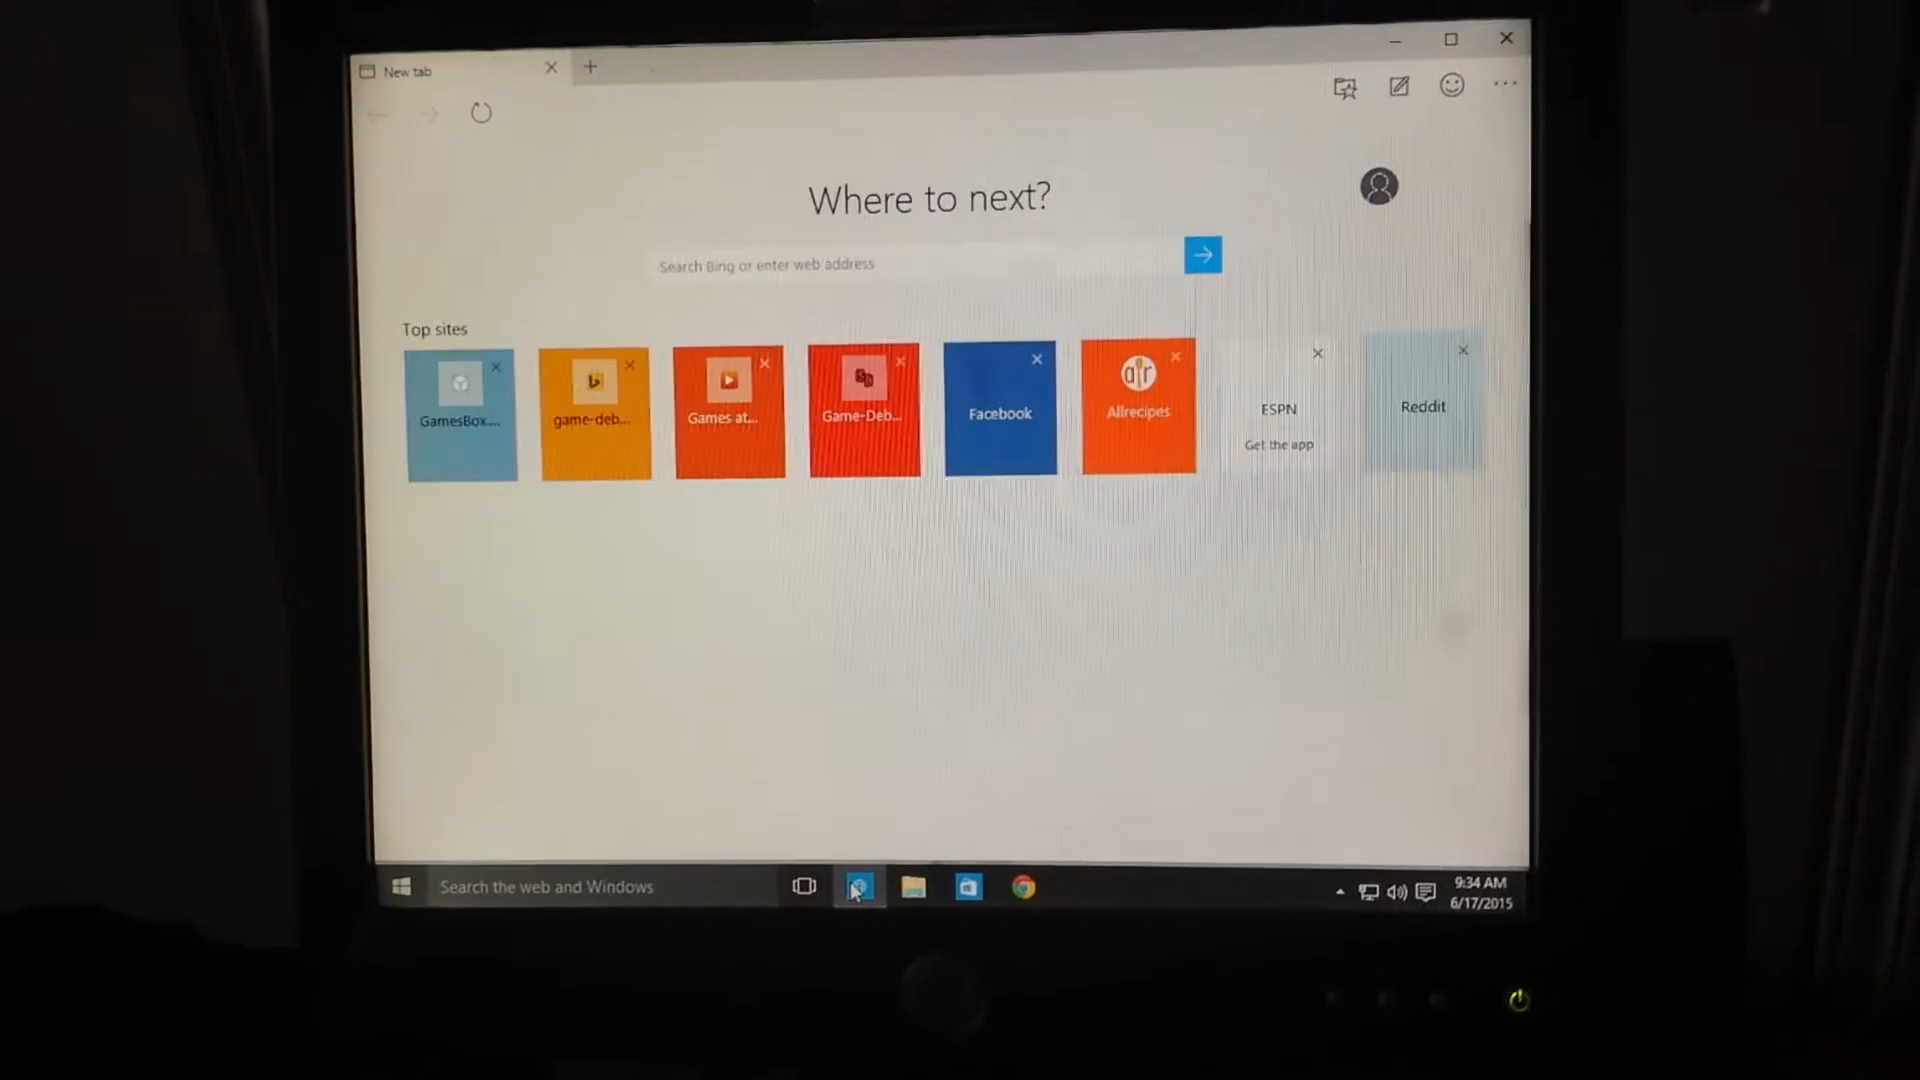 New tab
Where to next?
Search Bing or enter web address
Top sites
GamesBox....
game-deb...
Games at...
Game-Deb...
Facebook
Allrecipes
ESPN
Get the app
Reddit
Search the web and Windows
9:34 AM
6/17/2015